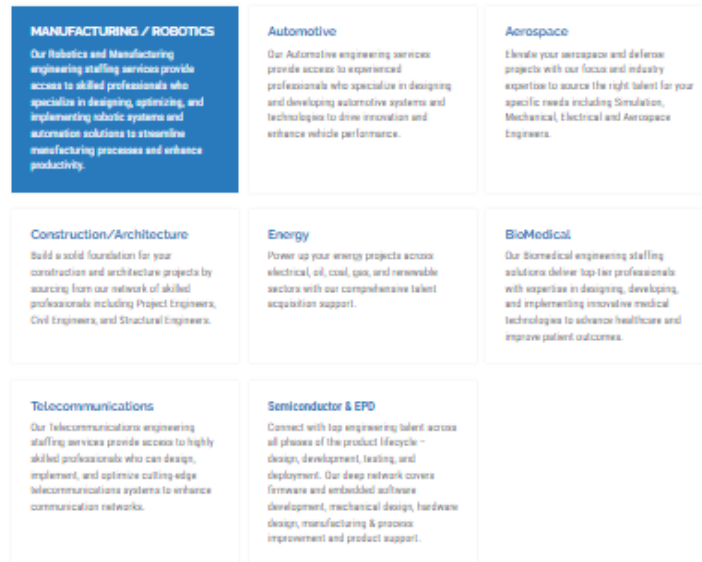 MANUFACTURING / ROBOTICS
Our Robotics and Manufacturing
engineering staffing services provide
access to skilled professionals who
specialize in designing, optimizing, and
implementing robotic systems and
automation solutions to streamline
manufacturing processes and enhance
productivity.
Automotive
Our Automotive engineering services
provide access to experienced
professionals who specialize in designing
and developing automotive systems and
technologies to drive innovation and
enhance vehicle performance.
Aerospace
Elevate your aerospace and defense
projects with our focus and industry
expertise to source the right talent for your
specific needs including Simulation,
Mechanical, Electrical and Aerospace
Engineers.
Construction/Architecture
Build a solid foundation for your
construction and architecture projects by
sourcing from our network of skilled
professionals including Project Engineers,
Civil Engineers, and Structural Engineers.
Energy
Power up your energy projects across
electrical, oil, coal, gas, and renewable
sectors with our comprehensive talent
acquisition support.
BioMedical
Our Biomedical engineering staffing
solutions deliver top-tier professionals
with expertise in designing, developing,
and implementing innovative medical
technologies to advance healthcare and
improve patient outcomes.
Telecommunications
Our Telecommunications engineering
staffing services provide access to highly
skilled professionals who can design,
implement, and optimize cutting-edge
telecommunications systems to enhance
communication networks.
Semiconductor & EPD
Connect with top engineering talent across
all phases of the product lifecycle –
design, development, testing, and
deployment. Our deep network covers
firmware and embedded software
development, mechanical design, hardware
design, manufacturing & process
improvement and product support.